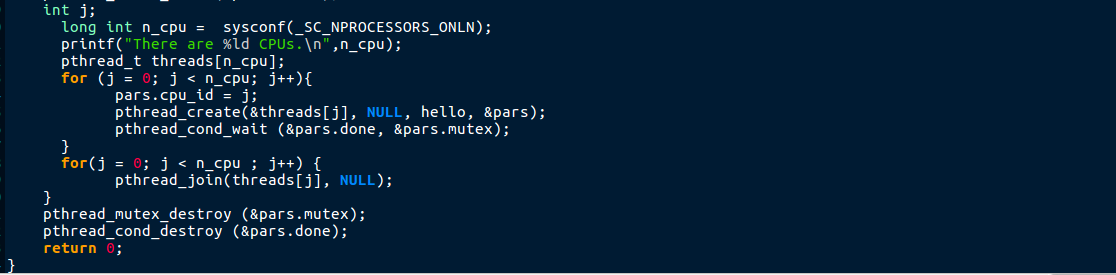 int j;
long int n_cpu =  sysconf(_SC_NPROCESSORS_ONLN);
printf("There are %ld CPUs.\n",n_cpu);
pthread_t threads[n_cpu];
for (j = 0; j < n_cpu; j++){
pars.cpu_id = j;
pthread_create(&threads[j], NULL, hello, &pars);
pthread_cond_wait (&pars.done, &pars.mutex);
}
for(j = 0; j < n_cpu ; j++) {
pthread_join(threads[j], NULL);
}
pthread_mutex_destroy (&pars.mutex);
pthread_cond_destroy (&pars.done);
return 0;
}